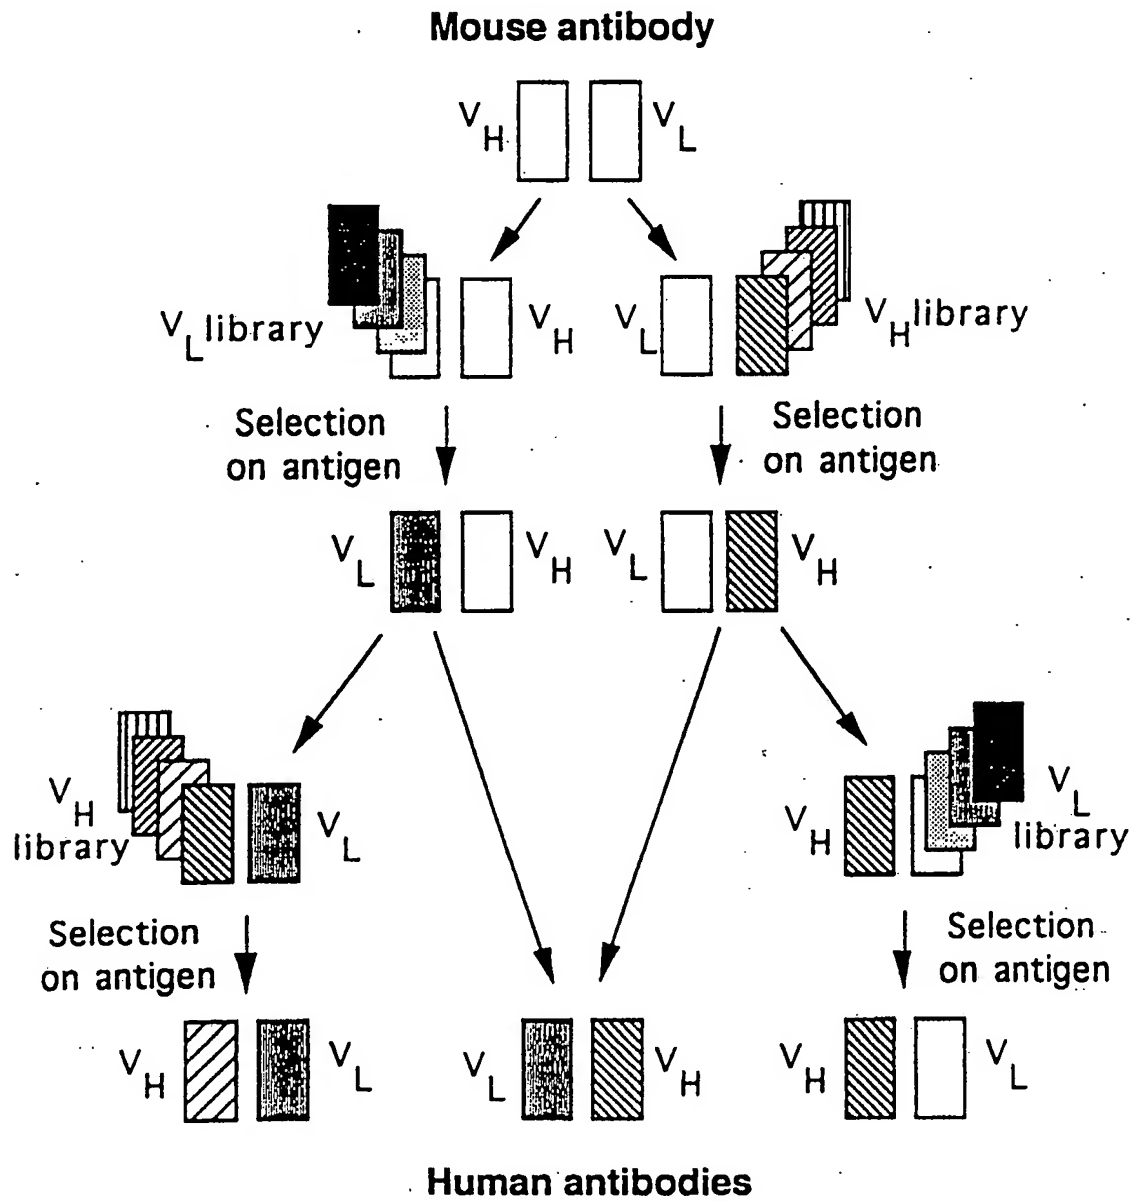 Mouse antibody
VH VL
VL library VH VL VH library
Selection
on antigen
Selection
on antigen
VL VH VL VH
VH
library
VL VH VL
library
Selection
on antigen
Selection
on antigen
VH VL VL VH VH VL
Human antibodies